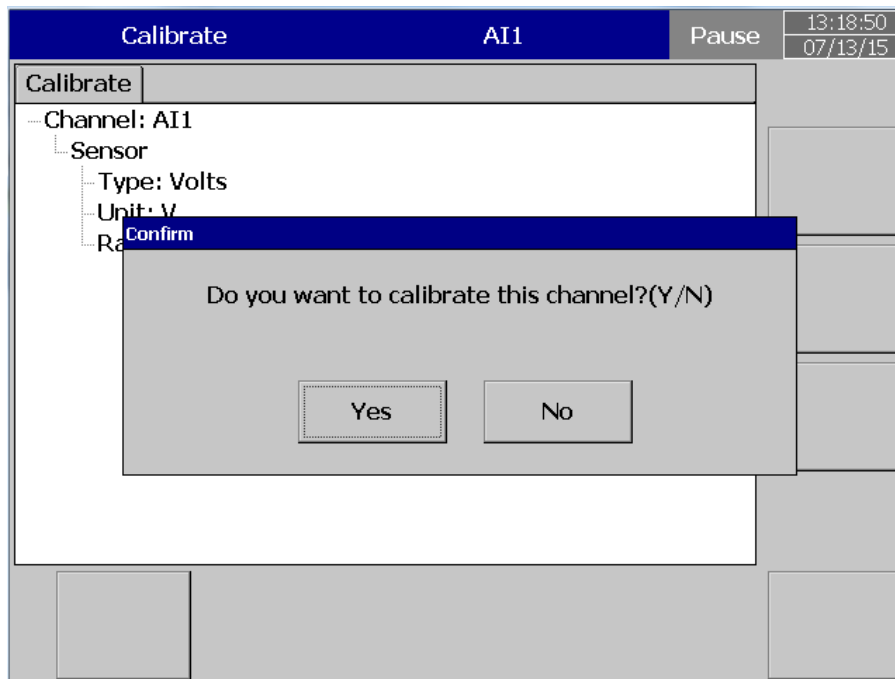 Calibrate AI1 Pause 13:18:50
07/13/15
Calibrate
Channel: AI1
Sensor
Type: Volts
Unit: V
Confirm
Do you want to calibrate this channel?(Y/N)
Yes No